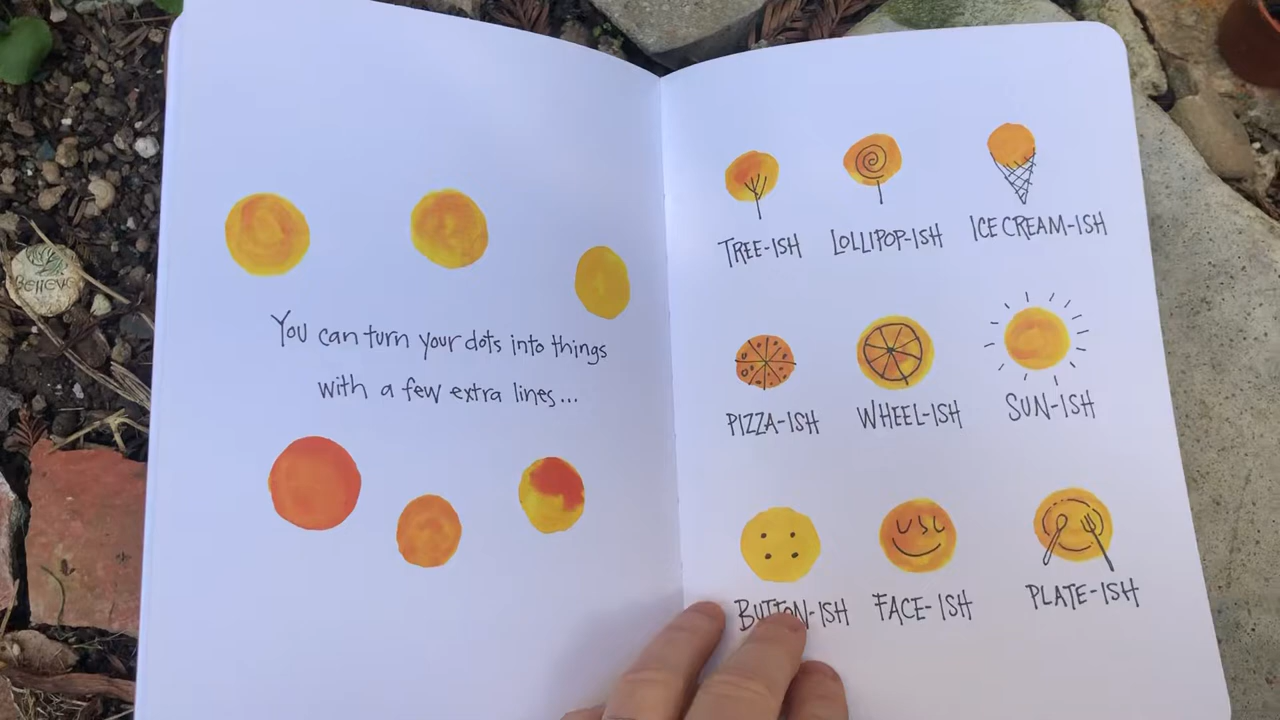 Believe
You can turn your dots into things
with a few extra lines...
TREE-ISH
LOLLIPOP-ISH
ICE CREAM-ISH
PIZZA-ISH
WHEEL-ISH
SUN-ISH
BUTTON-ISH
FACE-ISH
PLATE-ISH